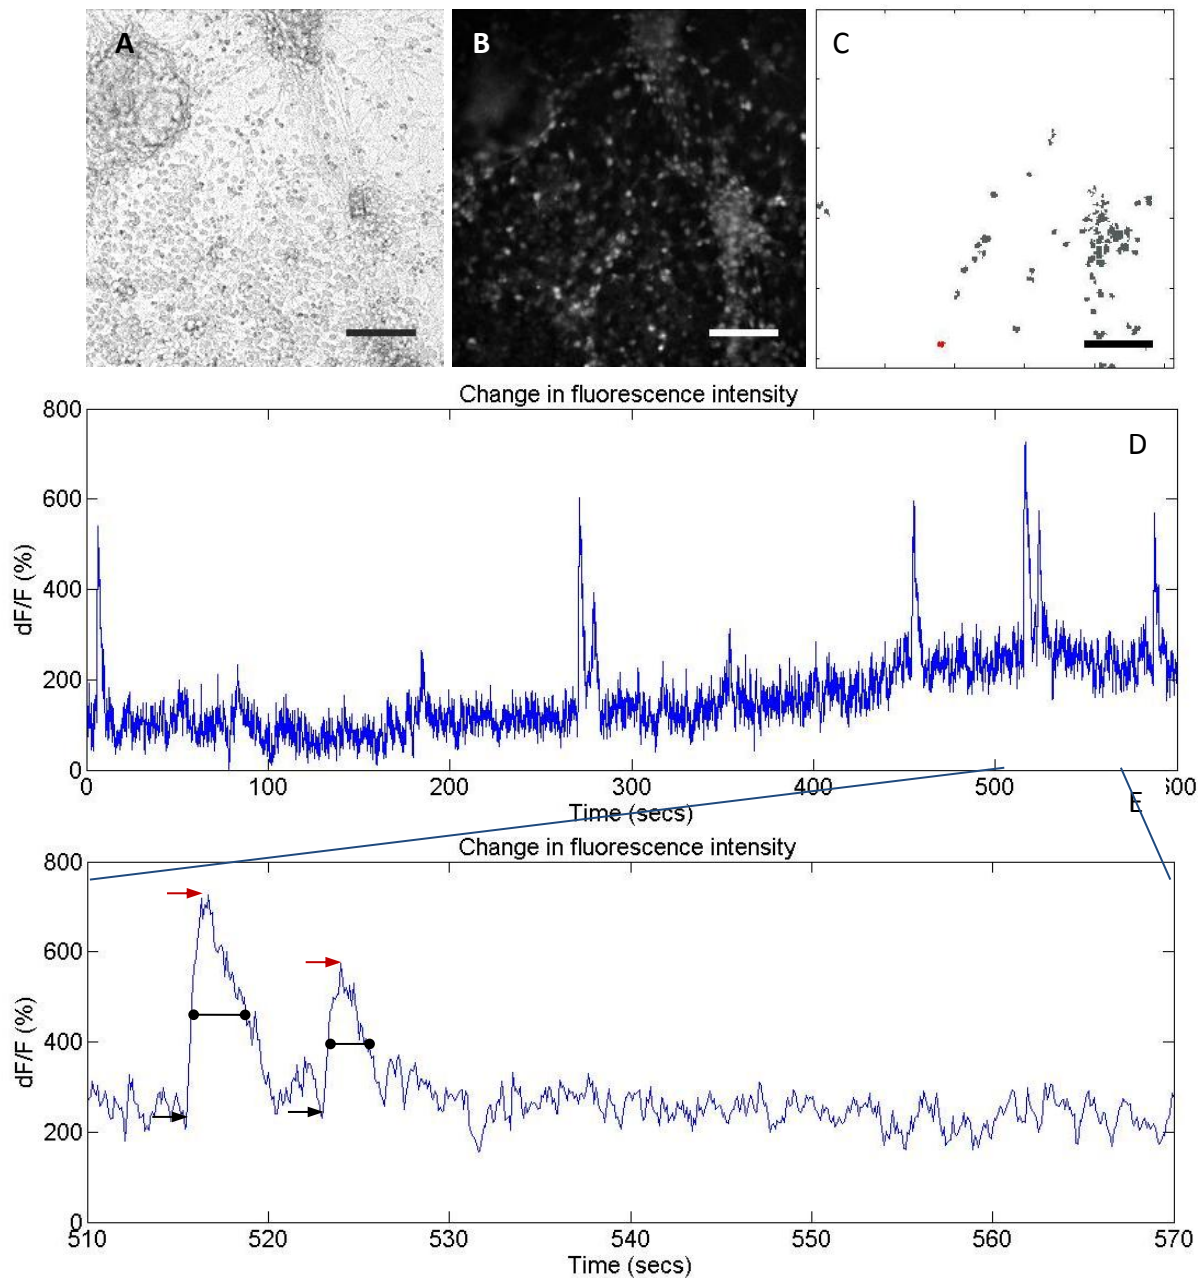 A
B
C
Change in fluorescence intensity
D
dF/F (%)
800
600
400
200
0
0 100 200 300 400 500 600
Time (secs)
E
Change in fluorescence intensity
dF/F (%)
800
600
400
200
0
510 520 530 540 550 560 570
Time (secs)